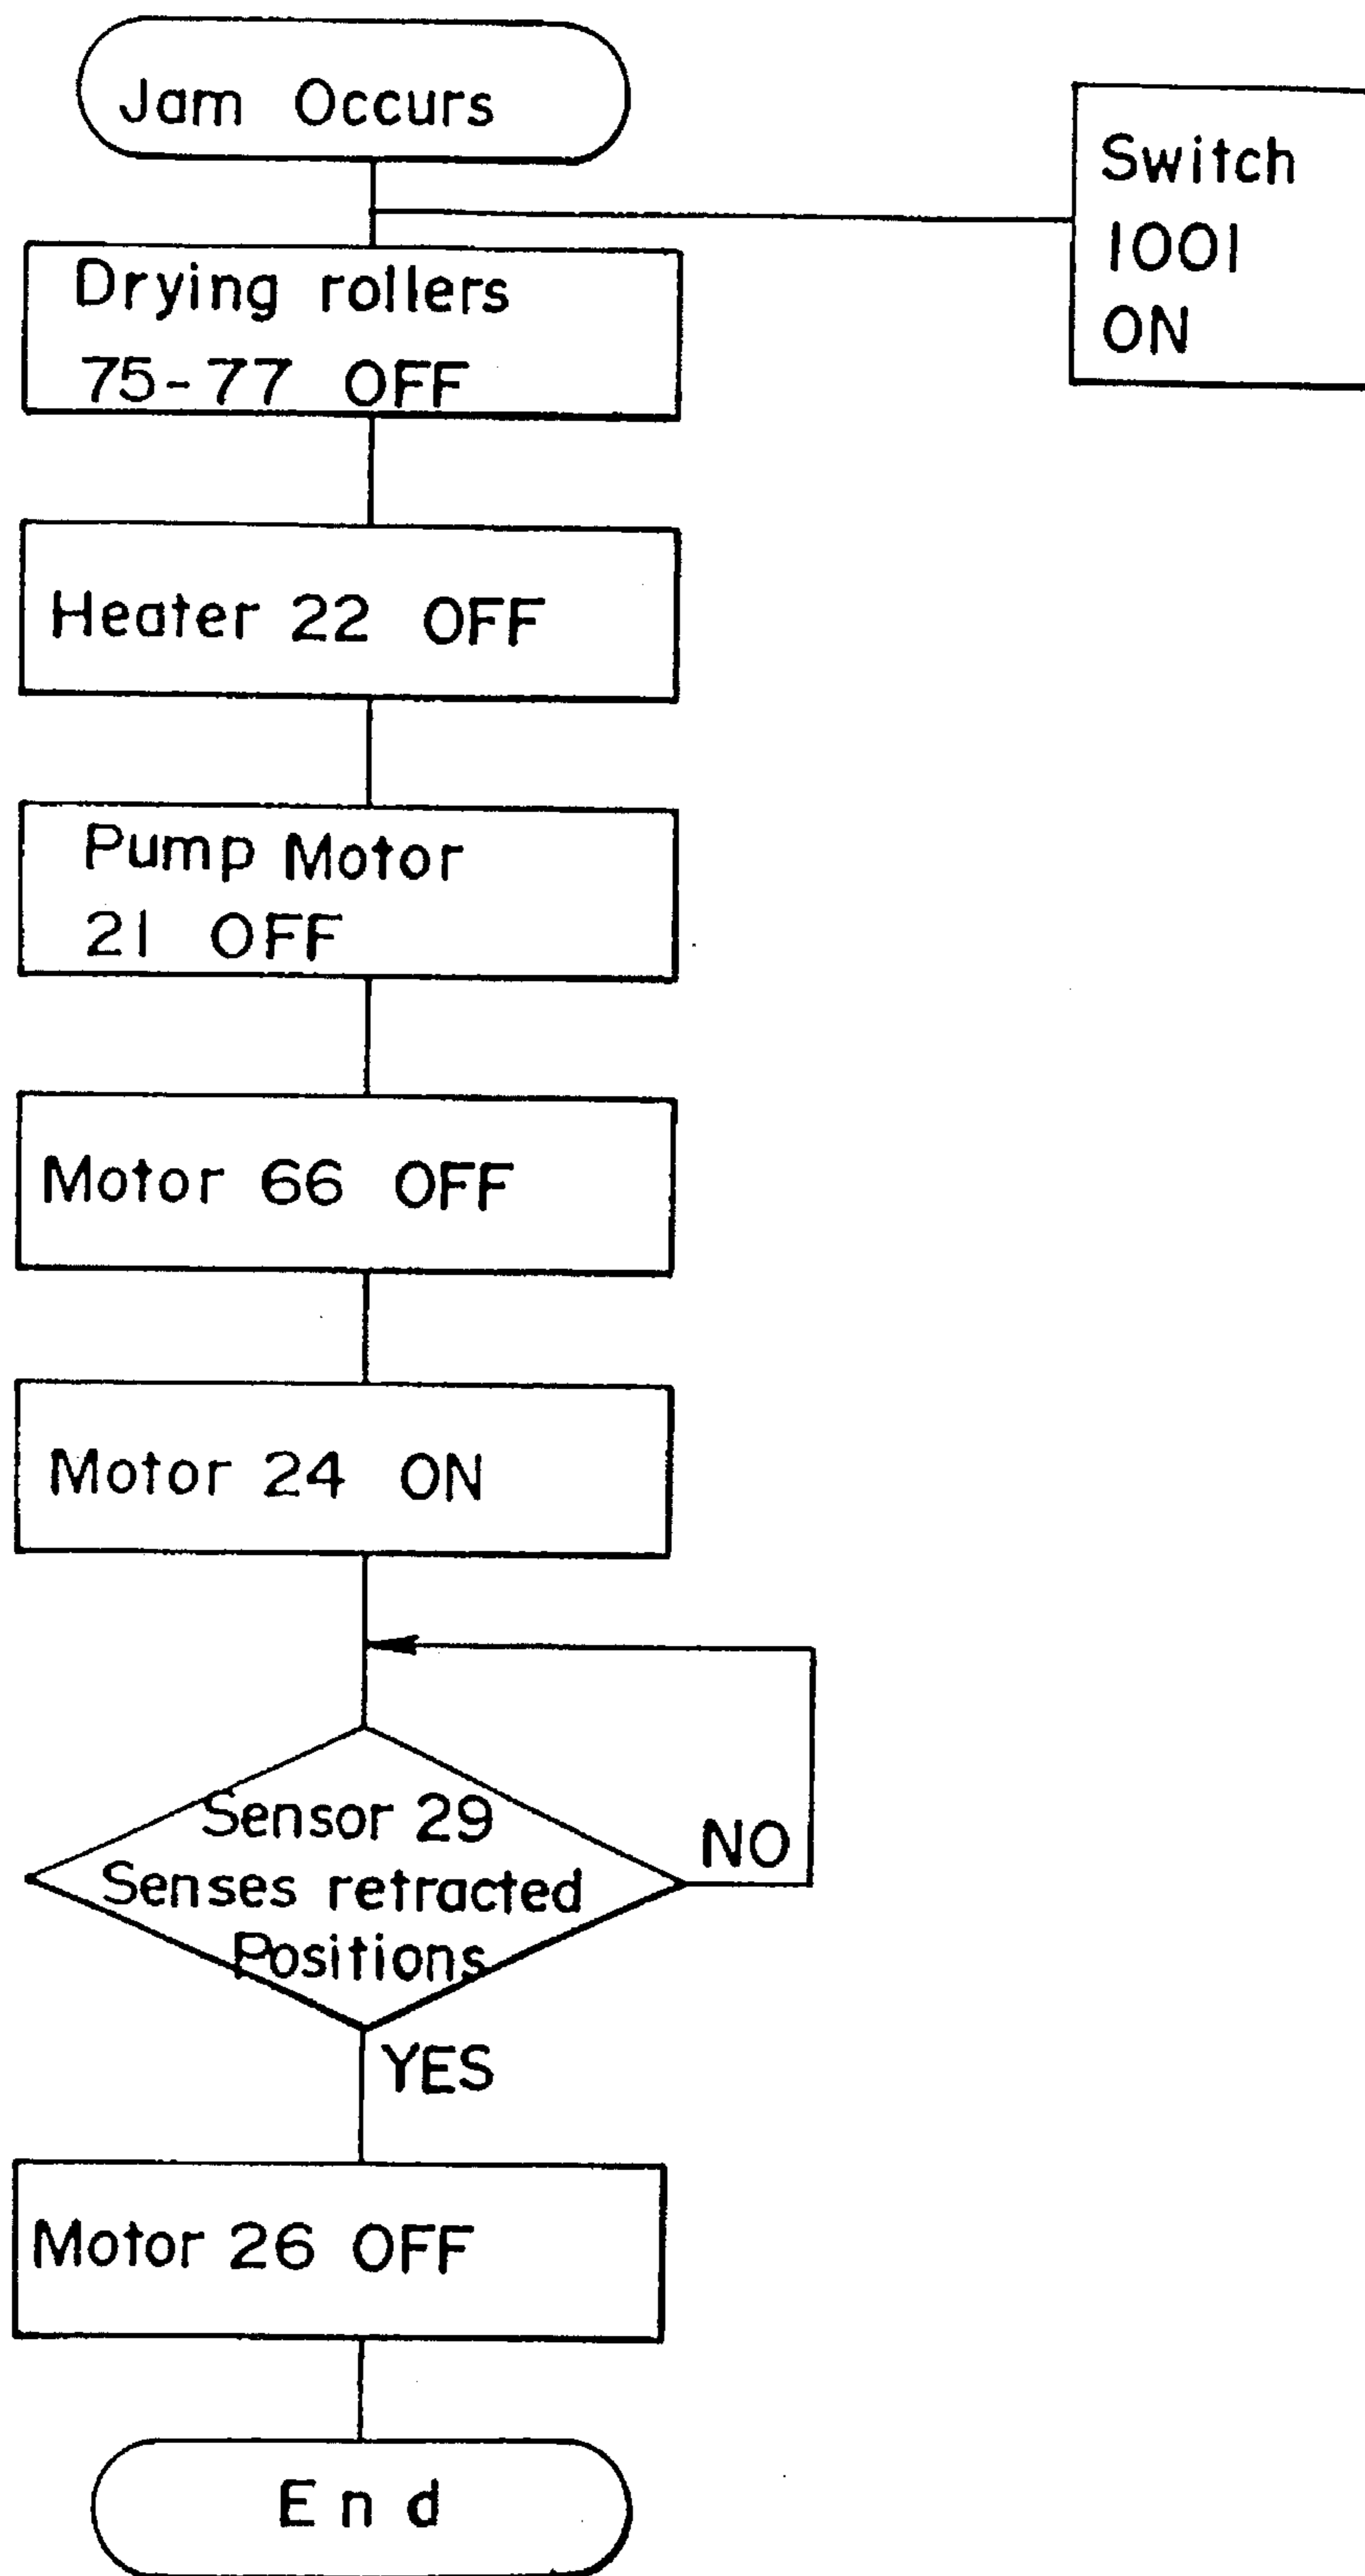 Jam Occurs
Switch
1001
ON
Drying rollers
75-77 OFF
Heater 22 OFF
Pump Motor
21 OFF
Motor 66 OFF
Motor 24 ON
Sensor 29
Senses retracted
Positions
NO
YES
Motor 26 OFF
End